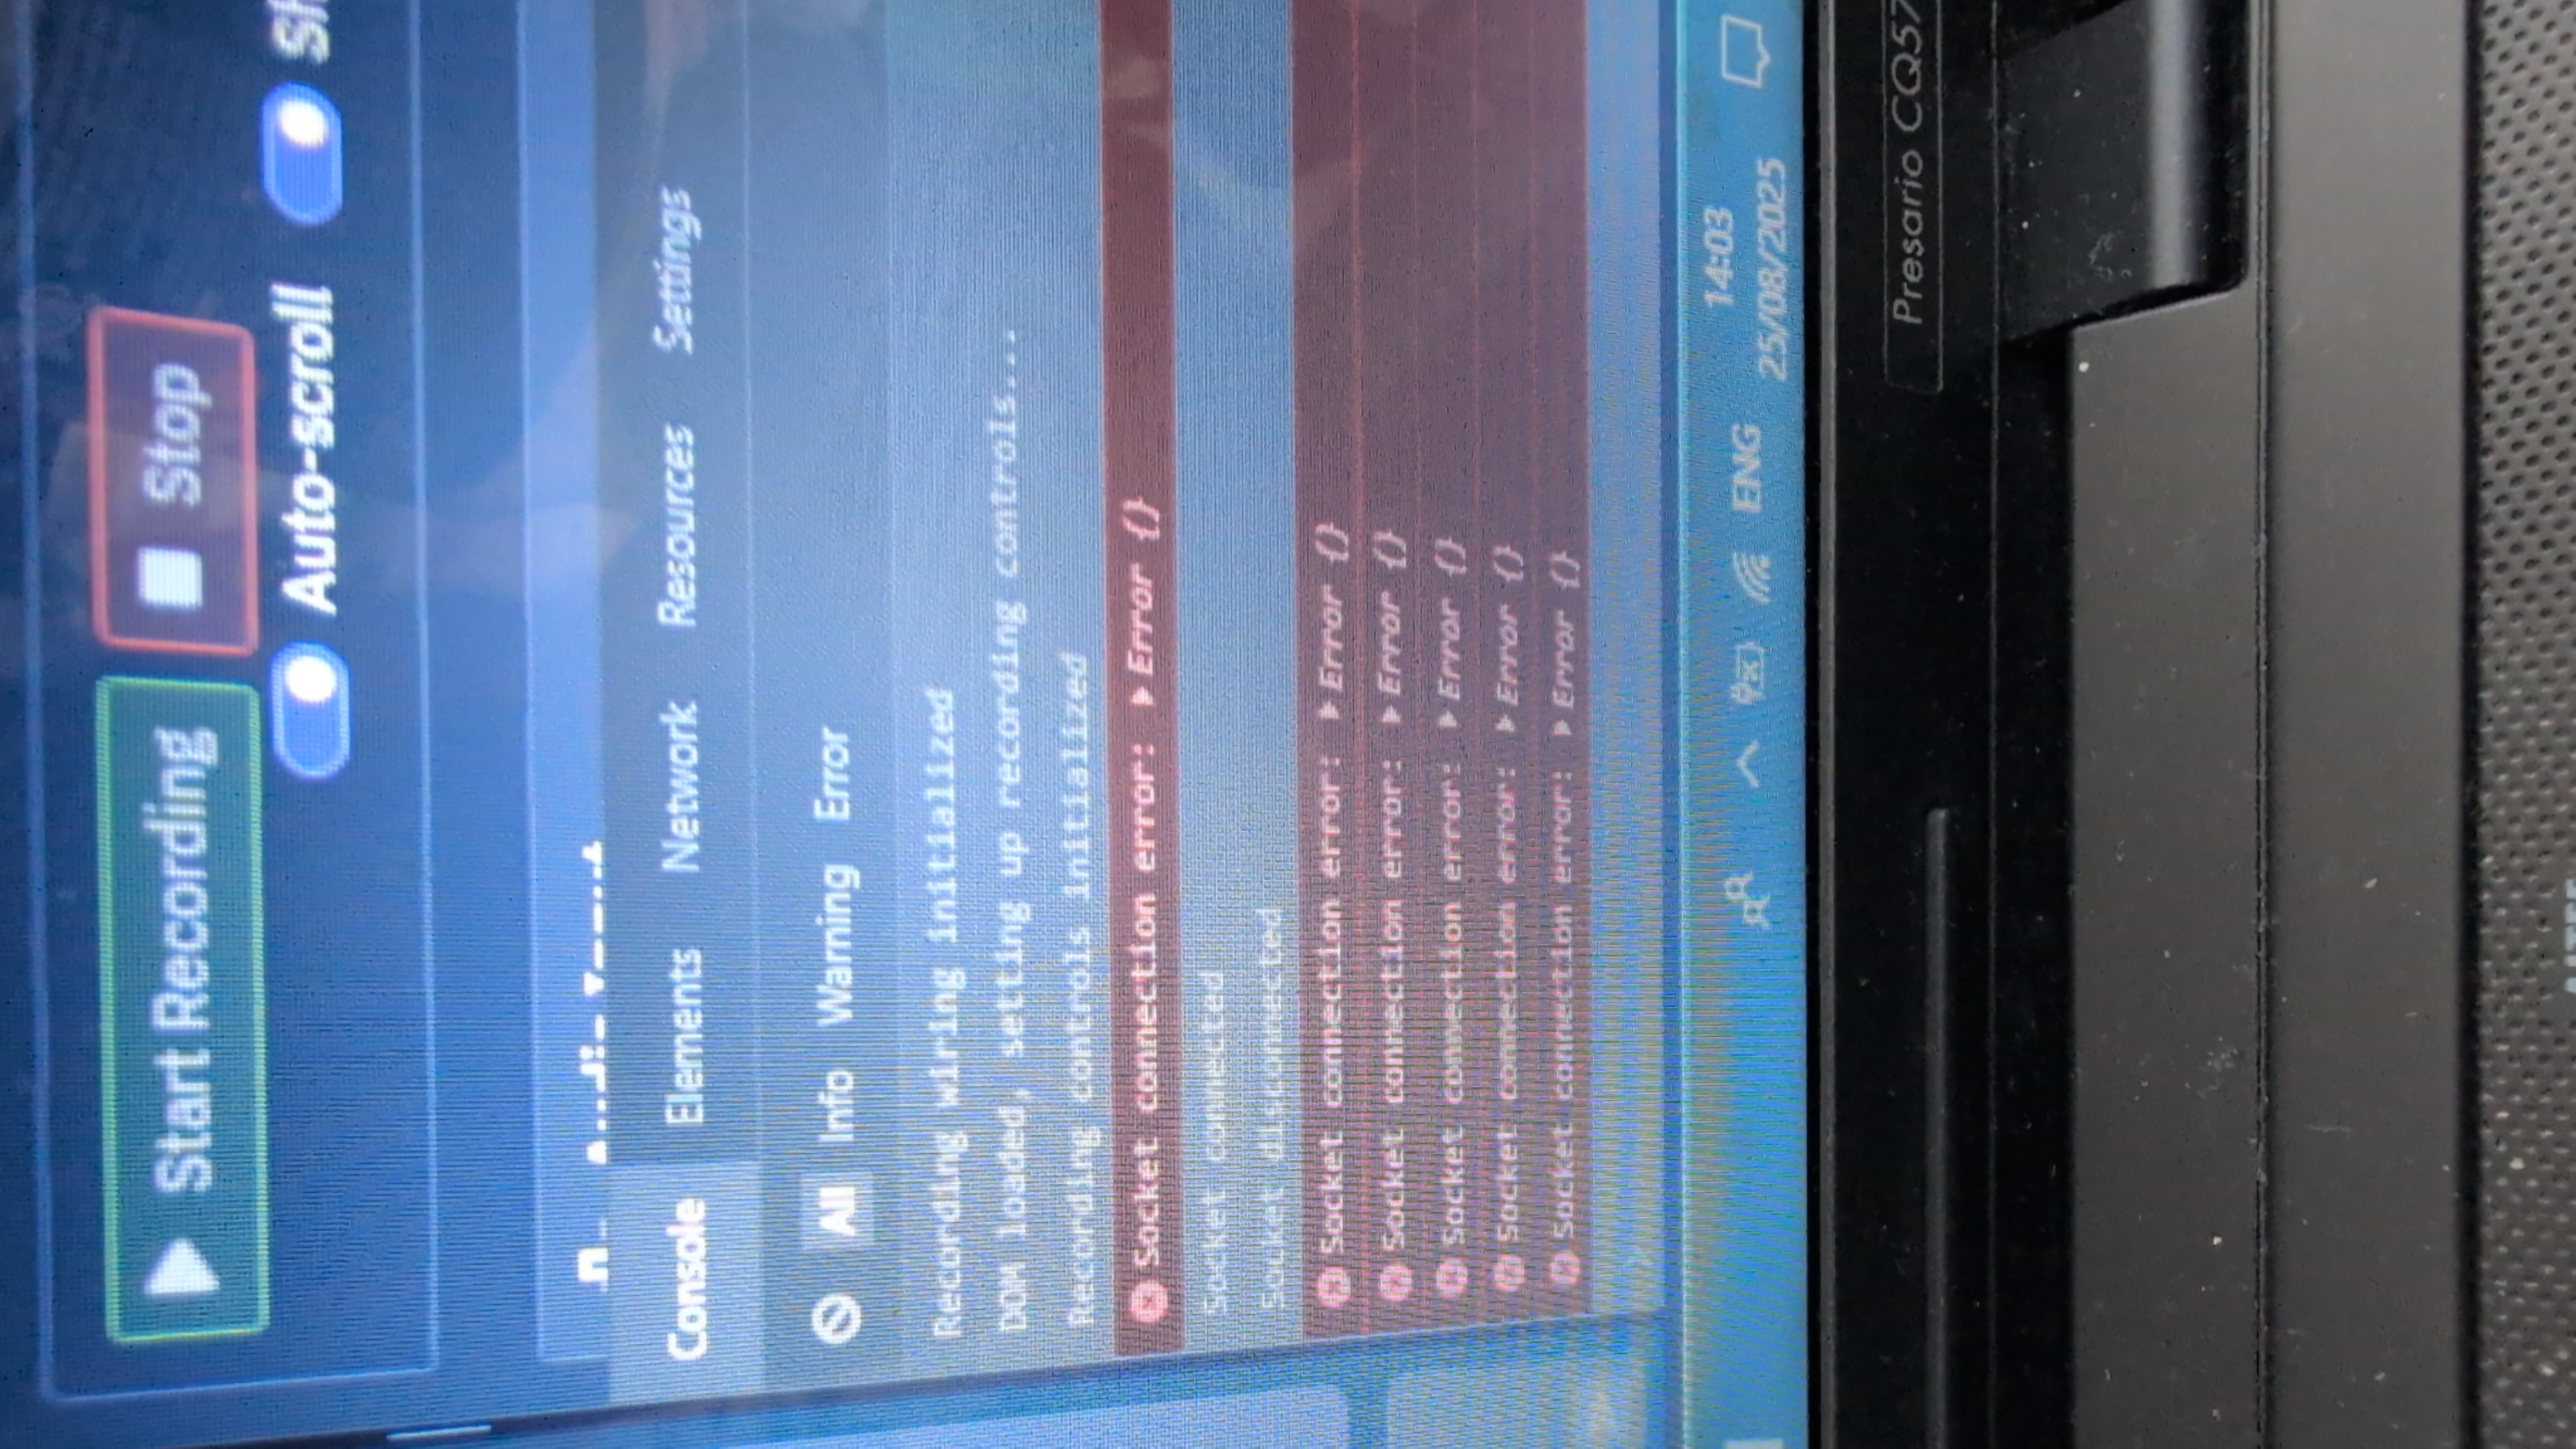 Start Recording
Stop
Auto-scroll
Console
Elements
Network
Resources
Settings
All
Info
Warning
Error
Recording wiring initialized
DOM loaded, setting up recording controls...
Recording controls initialized
Socket connection error: ▶ Error {}
Socket connected
Socket disconnected
Socket connection error: ▶ Error {}
Socket connection error: ▶ Error {}
Socket connection error: ▶ Error {}
Socket connection error: ▶ Error {}
Socket connection error: ▶ Error {}
ENG
14:03
25/08/2025
Presario CQ57